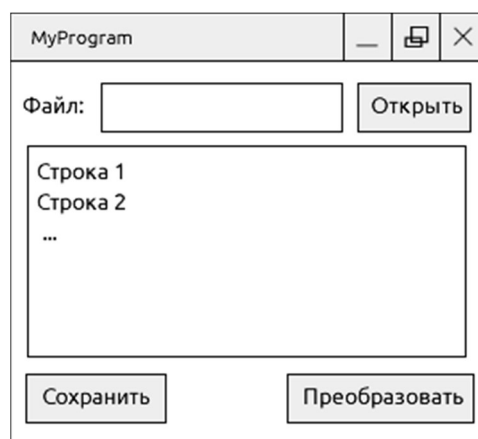 MyProgram
Файл: Открыть
Строка 1
Строка 2
...
Сохранить Преобразовать